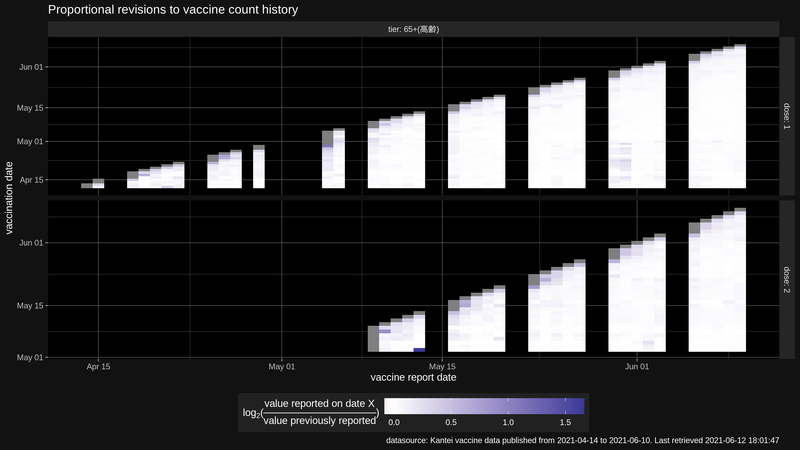 Proportional revisions to vaccine count history
tier: 65+(高齢)
Jun 01
May 15
May 01
Apr 15
dose: 1
Jun 01
May 15
May 01
dose: 2
vaccination date
Apr 15
May 01
May 15
Jun 01
vaccine report date
log2(value reported on date X
value previously reported)
0.0
0.5
1.0
1.5
datasource: Kantei vaccine data published from 2021-04-14 to 2021-06-10. Last retrieved 2021-06-12 18:01:47